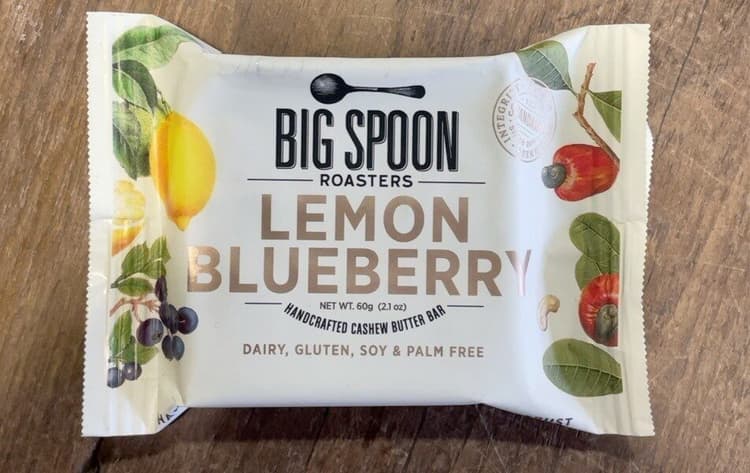 BIG SPOON
ROASTERS
LEMON
BLUEBERRY
NET WT. 60g (2.1 oz)
HANDCRAFTED CASHEW BUTTER BAR
DAIRY, GLUTEN, SOY & PALM FREE